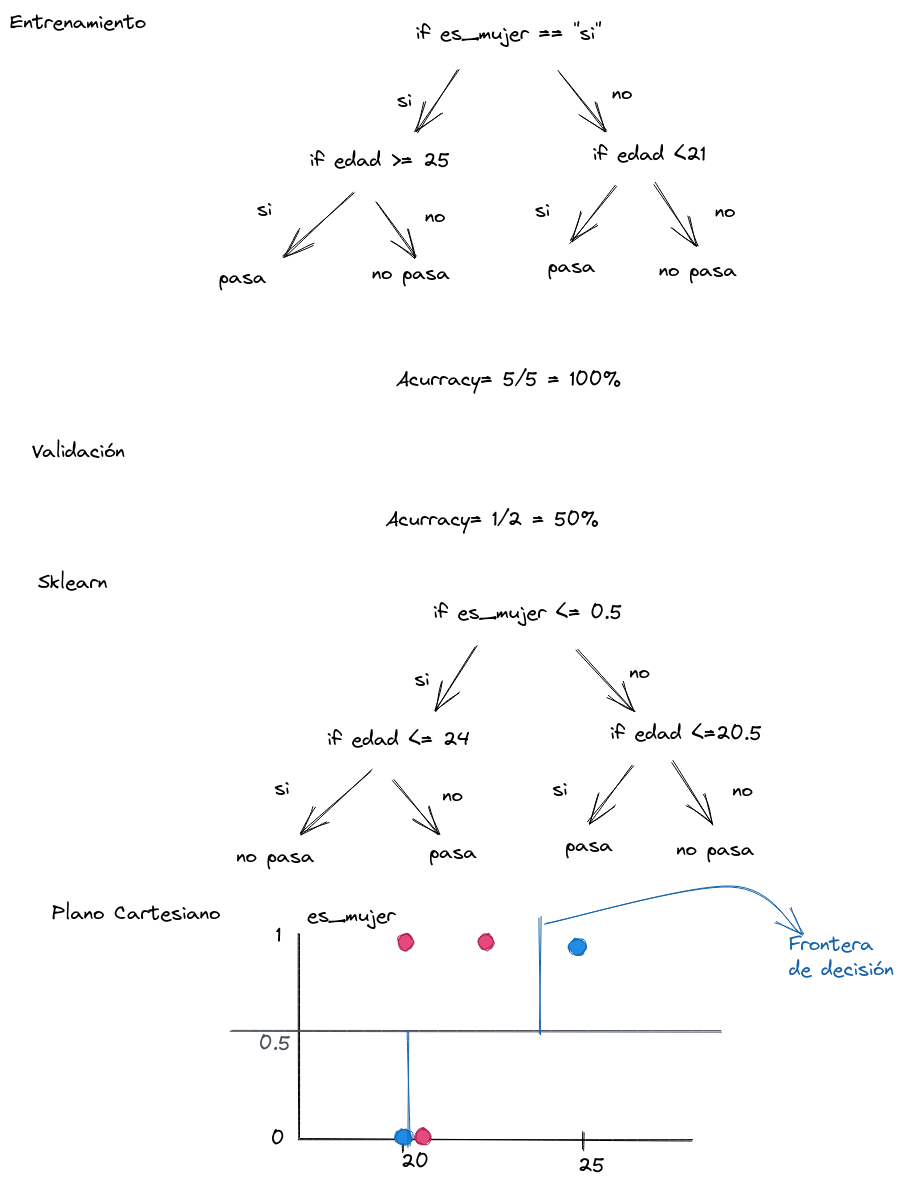 Entrenamiento
if es_mujer == "si"
si
no
if edad >= 25
if edad <21
si
no
si
no
pasa
no pasa
pasa
no pasa
Acurracy= 5/5 = 100%
Validación
Acurracy= 1/2 = 50%
Sklearn
if es_mujer <= 0.5
si
no
if edad <= 24
if edad <=20.5
si
no
si
no
no pasa
pasa
pasa
no pasa
Plano Cartesiano
es_mujer
1
Frontera
de decisión
0.5
0
20
25